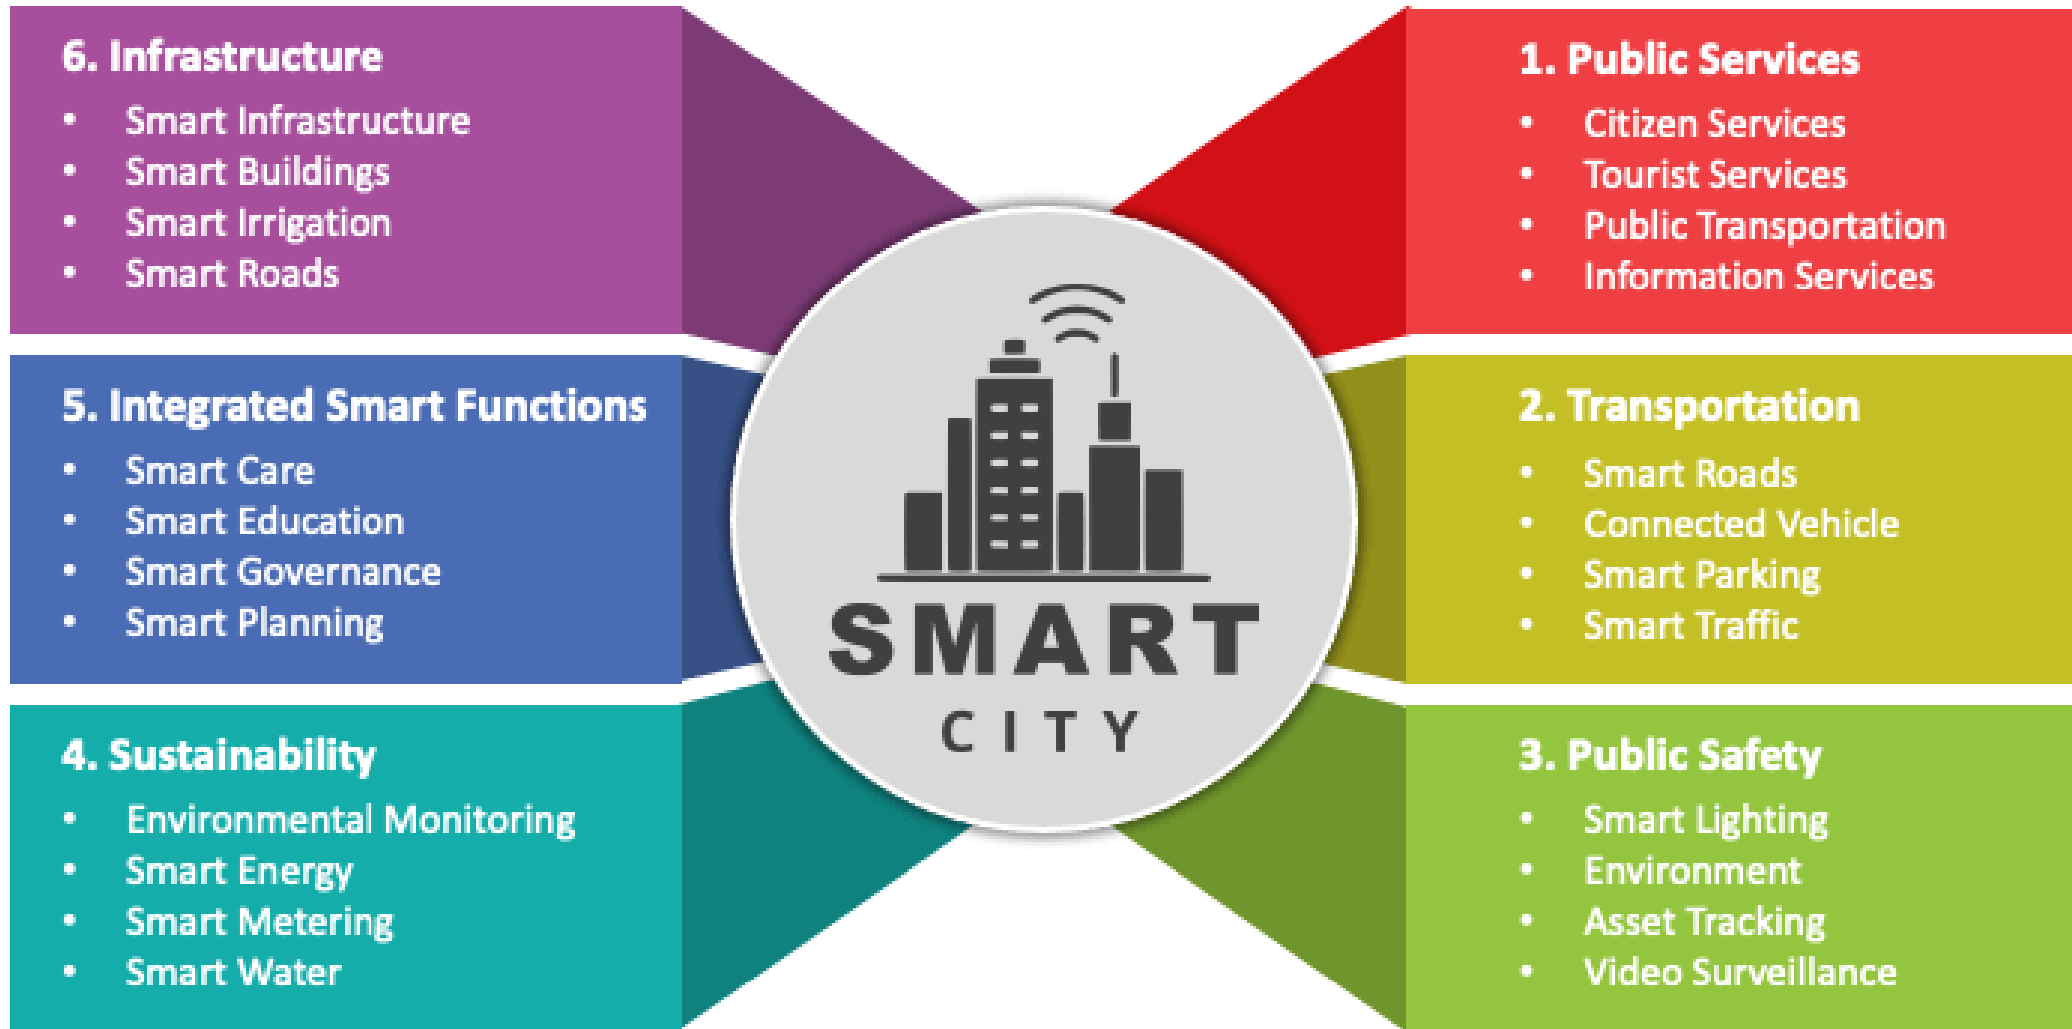 6. Infrastructure
• Smart Infrastructure
• Smart Buildings
• Smart Irrigation
• Smart Roads
5. Integrated Smart Functions
• Smart Care
• Smart Education
• Smart Governance
• Smart Planning
4. Sustainability
• Environmental Monitoring
• Smart Energy
• Smart Metering
• Smart Water
SMART
CITY
1. Public Services
• Citizen Services
• Tourist Services
• Public Transportation
• Information Services
2. Transportation
• Smart Roads
• Connected Vehicle
• Smart Parking
• Smart Traffic
3. Public Safety
• Smart Lighting
• Environment
• Asset Tracking
• Video Surveillance